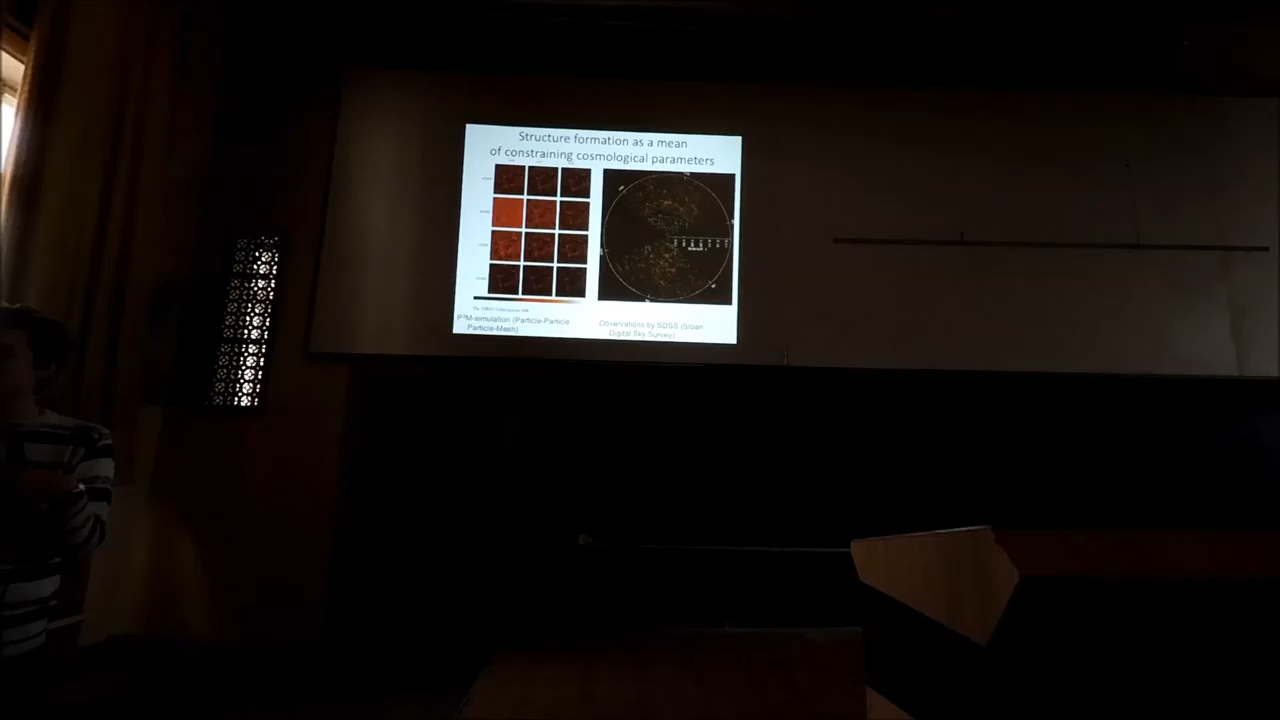 Structure formation as a mean
of constraining cosmological parameters
P³M-simulation (Particle-Particle
Particle-Mesh)
Observations by SDSS (Sloan
Digital Sky Survey)